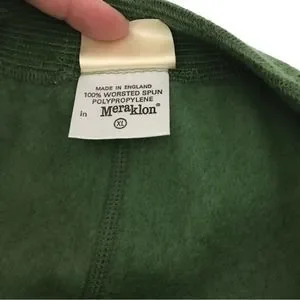 MADE IN ENGLAND
100% WORSTED SPUN
POLYPROPYLENE
in Meraklon®
XL